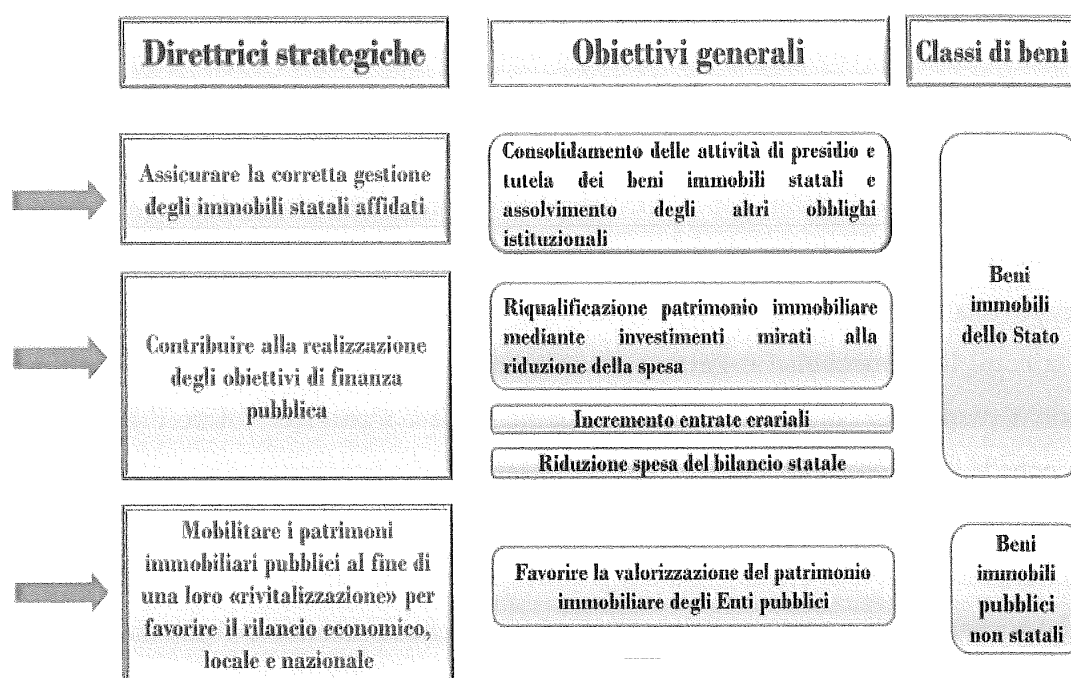 Direttrici strategiche
Obiettivi generali
Classi di beni
Assicurare la corretta gestione
degli immobili statali affidati
Consolidamento delle attività di presidio e
tutela dei beni immobili statali e
assolvimento degli altri obblighi
istituzionali
Contribuire alla realizzazione
degli obiettivi di finanza
pubblica
Riqualificazione patrimonio immobiliare
mediante investimenti mirati alla
riduzione della spesa
Incremento entrate erariali
Riduzione spesa del bilancio statale
Beni
immobili
dello Stato
Mobilitare i patrimoni
immobiliari pubblici al fine di
una loro «rivitalizzazione» per
favorire il rilancio economico,
locale e nazionale
Favorire la valorizzazione del patrimonio
immobiliare degli Enti pubblici
Beni
immobili
pubblici
non statali